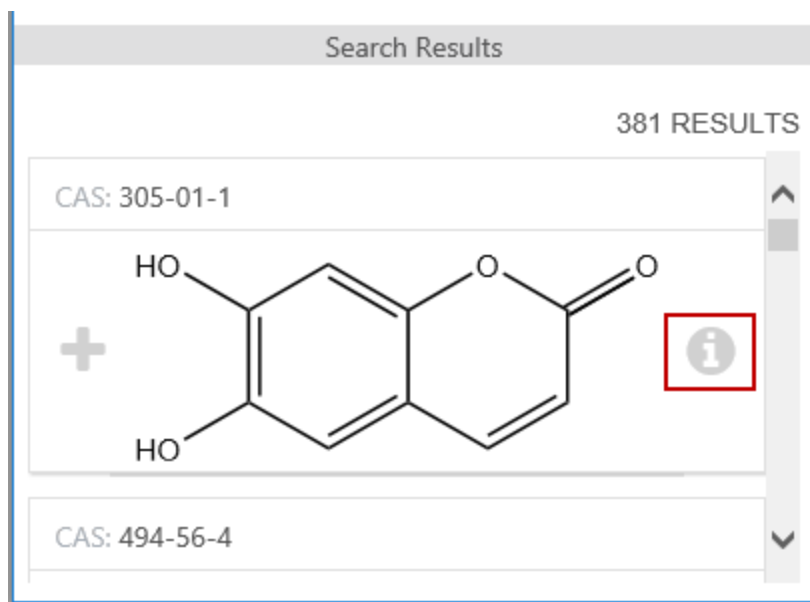 Search Results
381 RESULTS
CAS: 305-01-1
HO
O
O
HO
CAS: 494-56-4